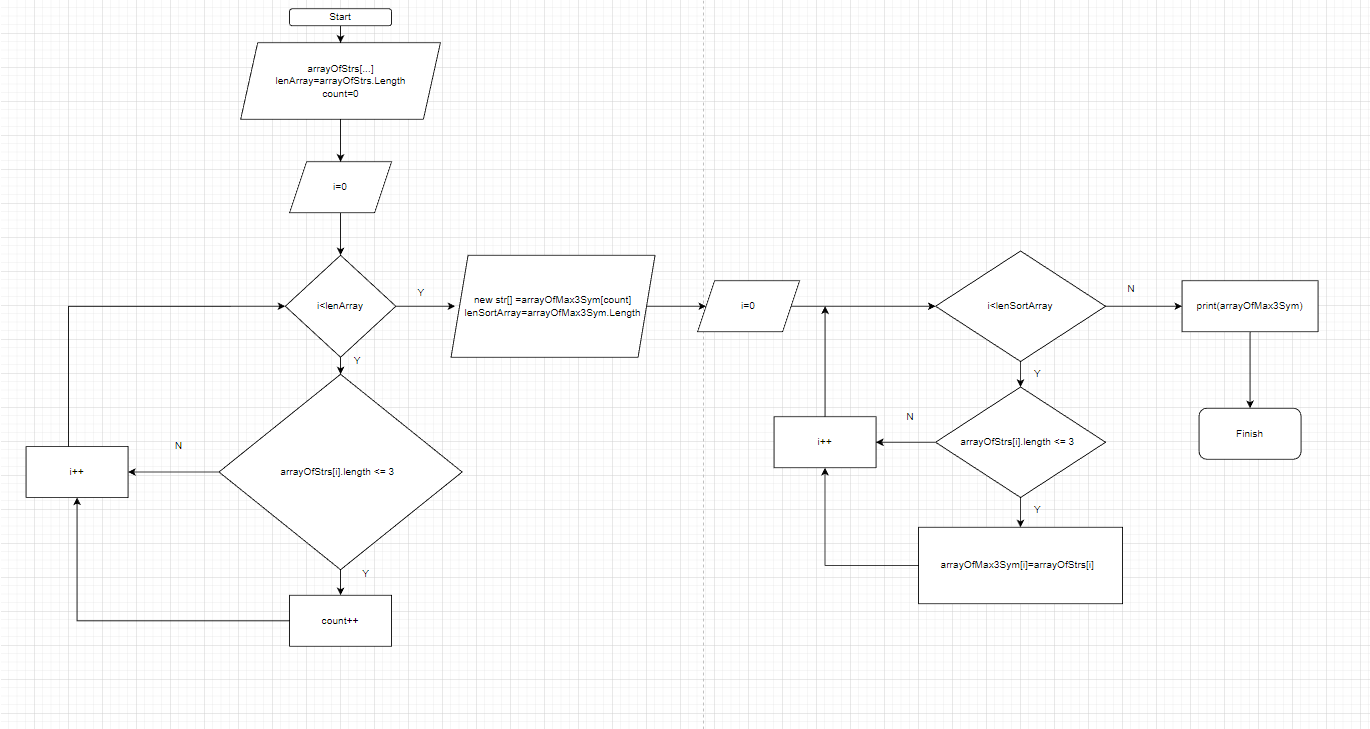 Start
arrayOfStrs[...]
lenArray=arrayOfStrs.Length
count=0
i=0
i<lenArray
Y
Y
new str[] =arrayOfMax3Sym[count]
lenSortArray=arrayOfMax3Sym.Length
i=0
i<lenSortArray
N
print(arrayOfMax3Sym)
Y
arrayOfStrs[i].length <= 3
N
i++
arrayOfStrs[i].length <= 3
N
i++
Y
count++
Y
arrayOfMax3Sym[i]=arrayOfStrs[i]
Finish